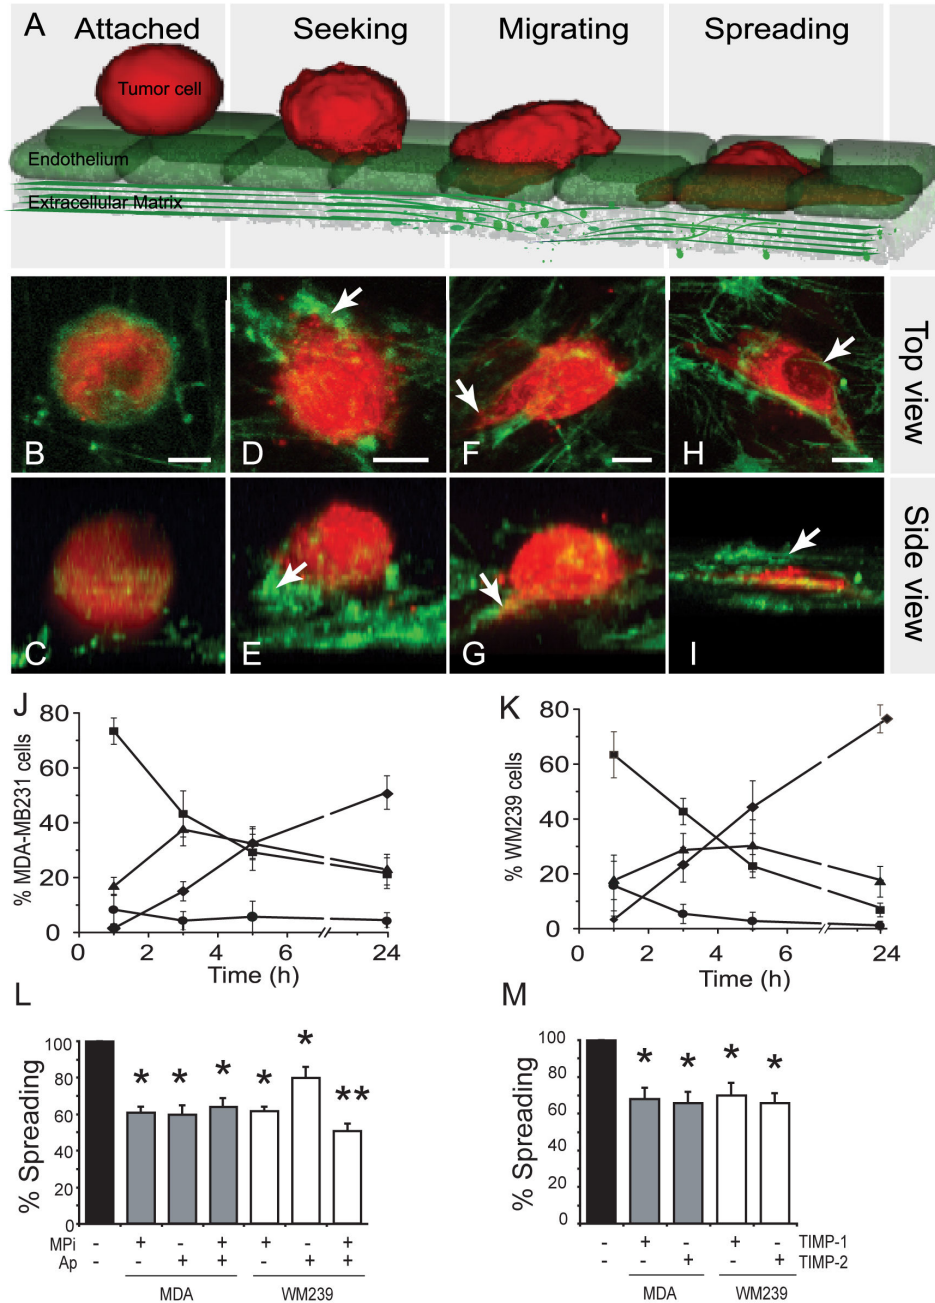 A
Attached
Seeking
Migrating
Spreading
Tumor cell
Endothelium
Extracellular Matrix
B
D
F
H
Top view
C
E
G
I
Side view
J
80
60
40
20
0
% MDA-MB231 cells
0 2 4 6 24
Time (h)
K
80
60
40
20
0
% WM239 cells
0 2 4 6 24
Time (h)
L
100
80
60
40
20
0
% Spreading
* * * * * **
MPi - + - + + - +
Ap - - + + - + +
MDA WM239
M
100
80
60
40
20
0
% Spreading
* * * *
- + - + - TIMP-1
- - + - + TIMP-2
MDA WM239